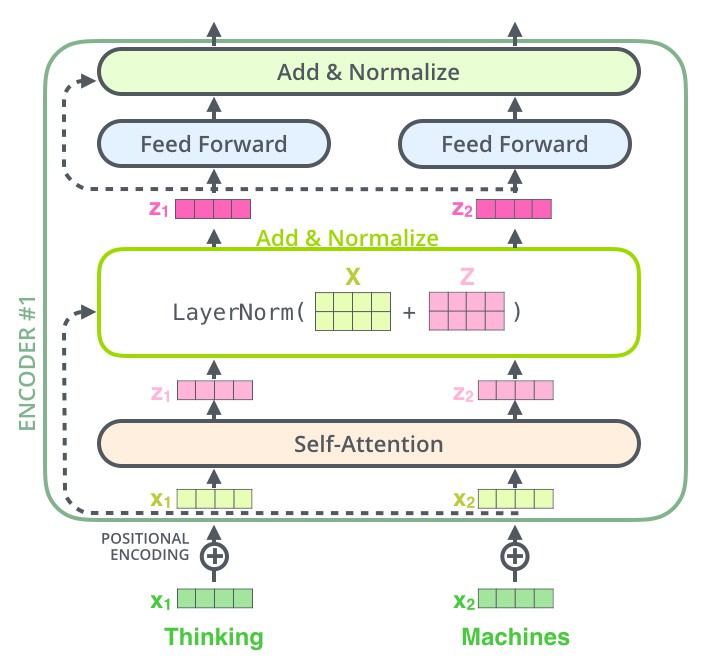 Add & Normalize
Feed Forward
Feed Forward
z1
z2
Add & Normalize
X
Z
LayerNorm( + )
ENCODER #1
z1
z2
Self-Attention
x1
x2
POSITIONAL
ENCODING
+
+
x1
x2
Thinking
Machines